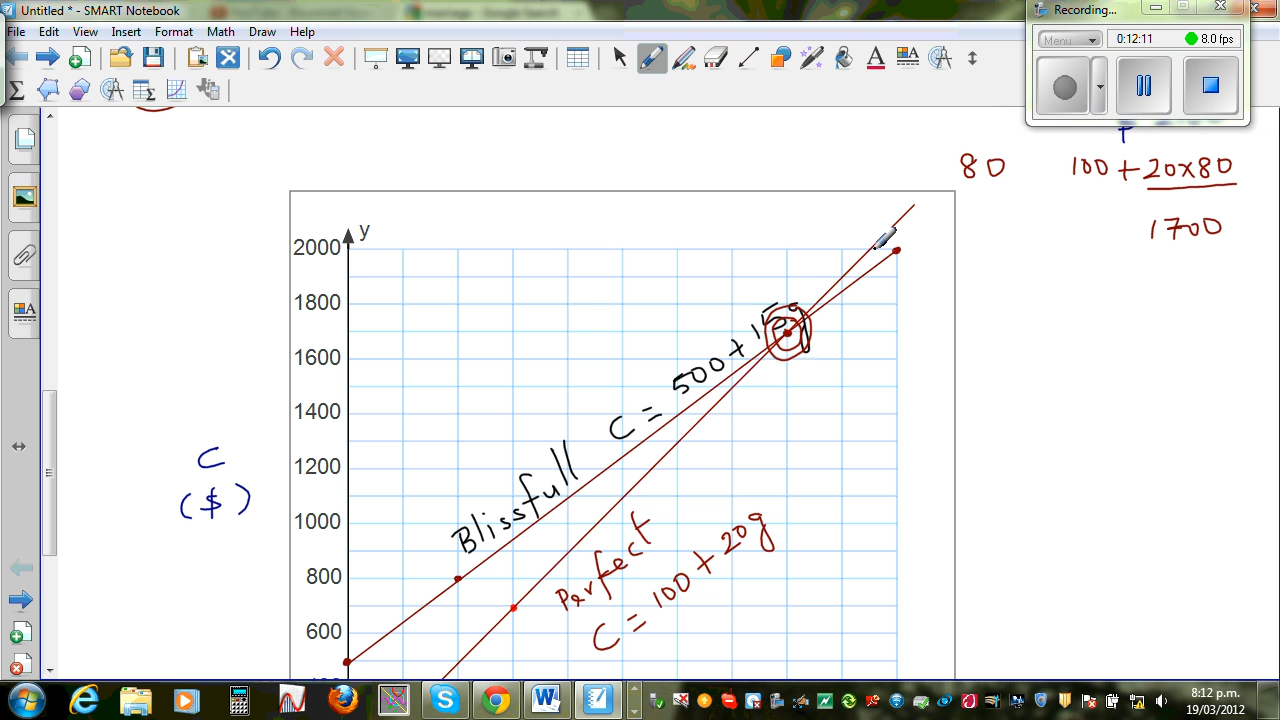 Untitled * - SMART Notebook
Recording...
File Edit View Insert Format Math Draw Help
Menu
0:12:11
8.0 fps
80
100 + 20x80
1700
y
2000
1800
1600
1400
1200
1000
800
600
C
($)
Blissfull C = 500 + 15g
Perfect
C = 100 + 20g
8:12 p.m.
19/03/2012